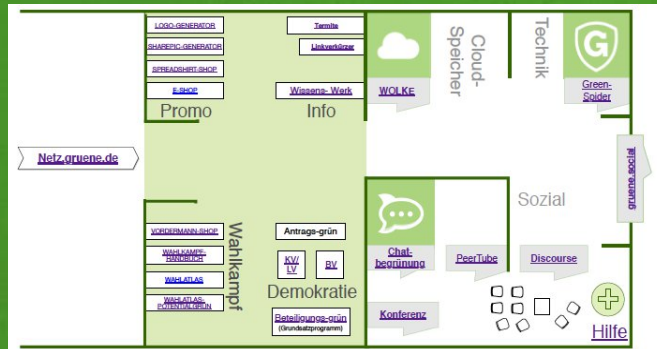 LOGO-GENERATOR
SHAREPIC-GENERATOR
SPREADSHIRT-SHOP
E-SHOP
Promo
Termite
Linkverkürzer
Wissens- Werk
Info
WOLKE
Cloud-
Speicher
Technik
G
Green-
Spider
Netz.gruene.de
gruene.social
Sozial
VORDERMANN-SHOP
WAHLKAMPF-
HANDBUCH
WAHLATLAS
WAHLATLAS-
POTENTIALGRÜN
Wahlkampf
Antrags-grün
KV/
LV
BV
Demokratie
Beteiligungs-grün
(Grundsatzprogramm)
Chat-
begrünung
PeerTube
Discourse
Konferenz
Hilfe